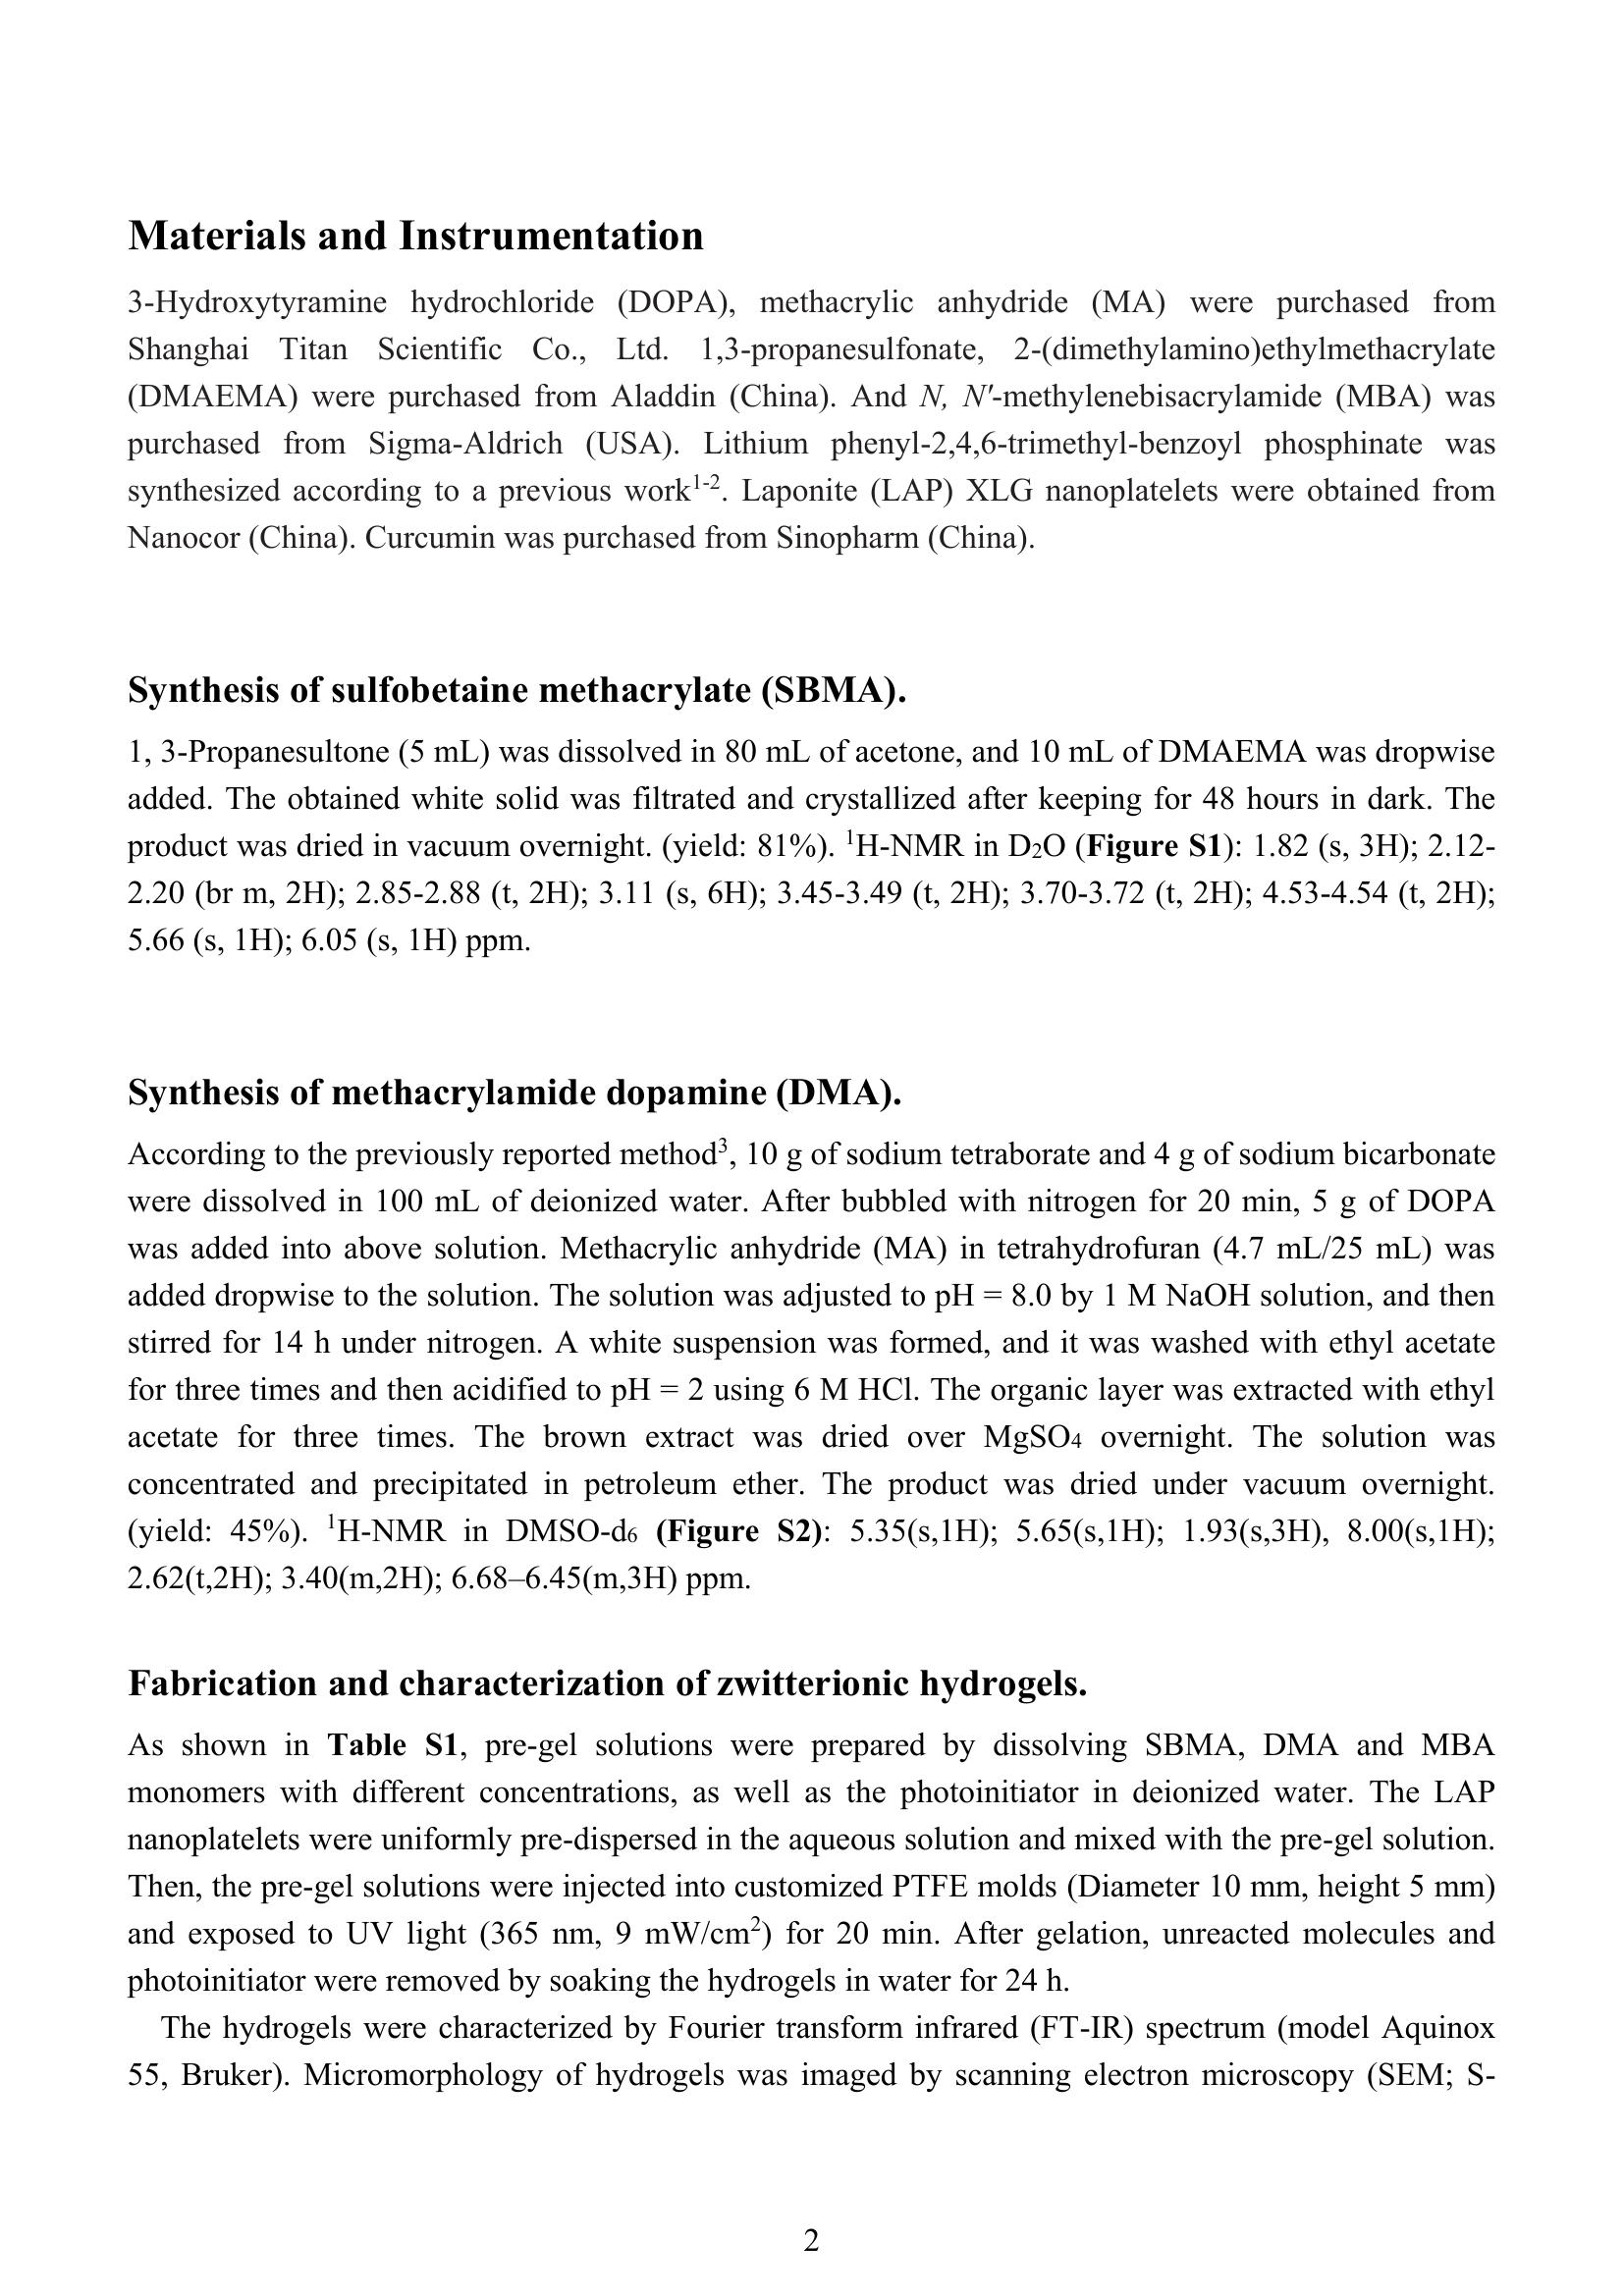 Materials and Instrumentation
3-Hydroxytyramine hydrochloride (DOPA), methacrylic anhydride (MA) were purchased from
Shanghai Titan Scientific Co., Ltd. 1,3-propanesulfonate, 2-(dimethylamino)ethylmethacrylate
(DMAEMA) were purchased from Aladdin (China). And N, N′-methylenebisacrylamide (MBA) was
purchased from Sigma-Aldrich (USA). Lithium phenyl-2,4,6-trimethyl-benzoyl phosphinate was
synthesized according to a previous work¹⁻². Laponite (LAP) XLG nanoplatelets were obtained from
Nanocor (China). Curcumin was purchased from Sinopharm (China).
Synthesis of sulfobetaine methacrylate (SBMA).
1, 3-Propanesultone (5 mL) was dissolved in 80 mL of acetone, and 10 mL of DMAEMA was dropwise
added. The obtained white solid was filtrated and crystallized after keeping for 48 hours in dark. The
product was dried in vacuum overnight. (yield: 81%). ¹H-NMR in D₂O (Figure S1): 1.82 (s, 3H); 2.12-
2.20 (br m, 2H); 2.85-2.88 (t, 2H); 3.11 (s, 6H); 3.45-3.49 (t, 2H); 3.70-3.72 (t, 2H); 4.53-4.54 (t, 2H);
5.66 (s, 1H); 6.05 (s, 1H) ppm.
Synthesis of methacrylamide dopamine (DMA).
According to the previously reported method³, 10 g of sodium tetraborate and 4 g of sodium bicarbonate
were dissolved in 100 mL of deionized water. After bubbled with nitrogen for 20 min, 5 g of DOPA
was added into above solution. Methacrylic anhydride (MA) in tetrahydrofuran (4.7 mL/25 mL) was
added dropwise to the solution. The solution was adjusted to pH = 8.0 by 1 M NaOH solution, and then
stirred for 14 h under nitrogen. A white suspension was formed, and it was washed with ethyl acetate
for three times and then acidified to pH = 2 using 6 M HCl. The organic layer was extracted with ethyl
acetate for three times. The brown extract was dried over MgSO₄ overnight. The solution was
concentrated and precipitated in petroleum ether. The product was dried under vacuum overnight.
(yield: 45%). ¹H-NMR in DMSO-d₆ (Figure S2): 5.35(s,1H); 5.65(s,1H); 1.93(s,3H), 8.00(s,1H);
2.62(t,2H); 3.40(m,2H); 6.68–6.45(m,3H) ppm.
Fabrication and characterization of zwitterionic hydrogels.
As shown in Table S1, pre-gel solutions were prepared by dissolving SBMA, DMA and MBA
monomers with different concentrations, as well as the photoinitiator in deionized water. The LAP
nanoplatelets were uniformly pre-dispersed in the aqueous solution and mixed with the pre-gel solution.
Then, the pre-gel solutions were injected into customized PTFE molds (Diameter 10 mm, height 5 mm)
and exposed to UV light (365 nm, 9 mW/cm²) for 20 min. After gelation, unreacted molecules and
photoinitiator were removed by soaking the hydrogels in water for 24 h.
The hydrogels were characterized by Fourier transform infrared (FT-IR) spectrum (model Aquinox
55, Bruker). Micromorphology of hydrogels was imaged by scanning electron microscopy (SEM; S-
2